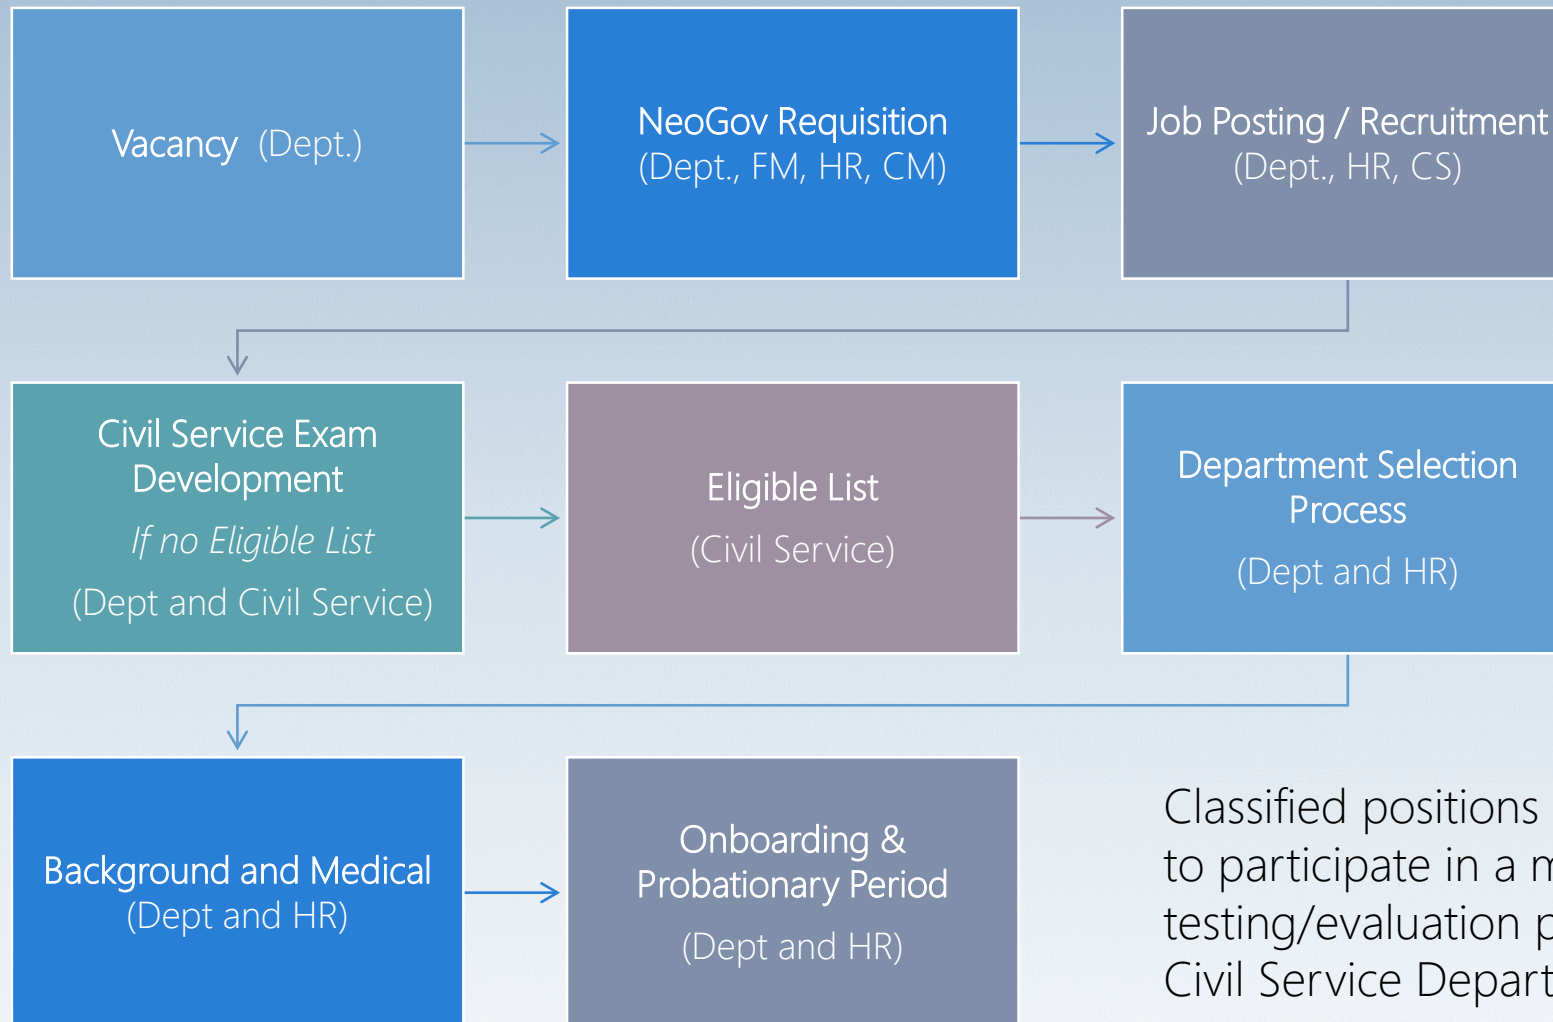 Vacancy (Dept.)
NeoGov Requisition
(Dept., FM, HR, CM)
Job Posting / Recruitment
(Dept., HR, CS)
Civil Service Exam
Development
If no Eligible List
(Dept and Civil Service)
Eligible List
(Civil Service)
Department Selection
Process
(Dept and HR)
Background and Medical
(Dept and HR)
Onboarding &
Probationary Period
(Dept and HR)
Classified positions
to participate in a
testing/evaluation
Civil Service